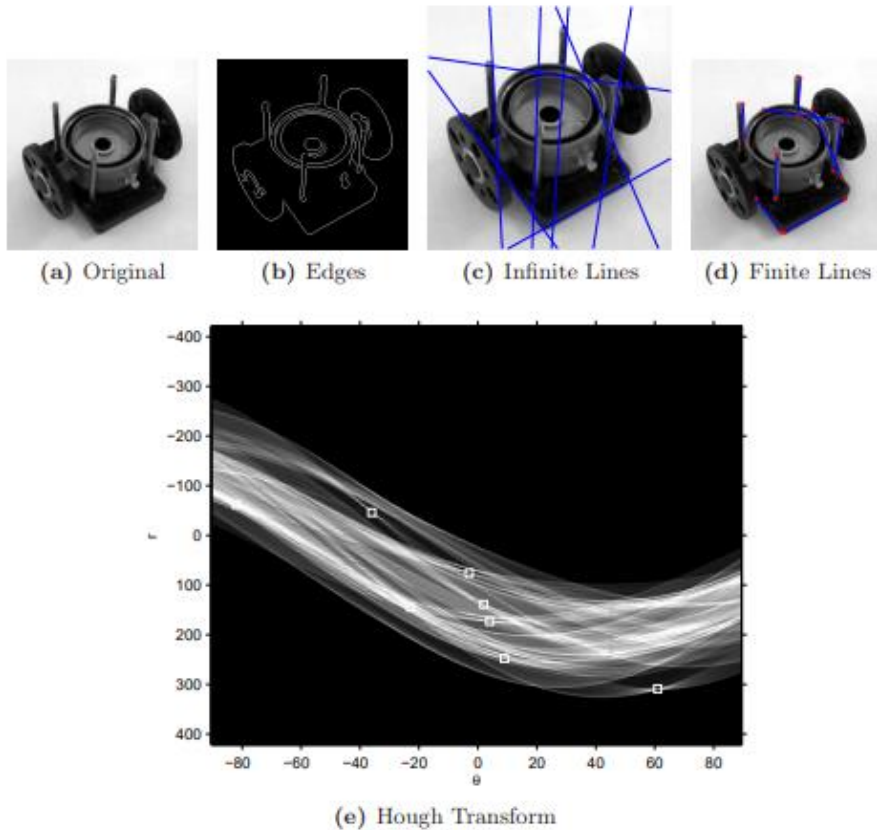 (a) Original
(b) Edges
(c) Infinite Lines
(d) Finite Lines
−400
−300
−200
−100
0
100
200
300
400
r
−80
−60
−40
−20
0
20
40
60
80
θ
(e) Hough Transform